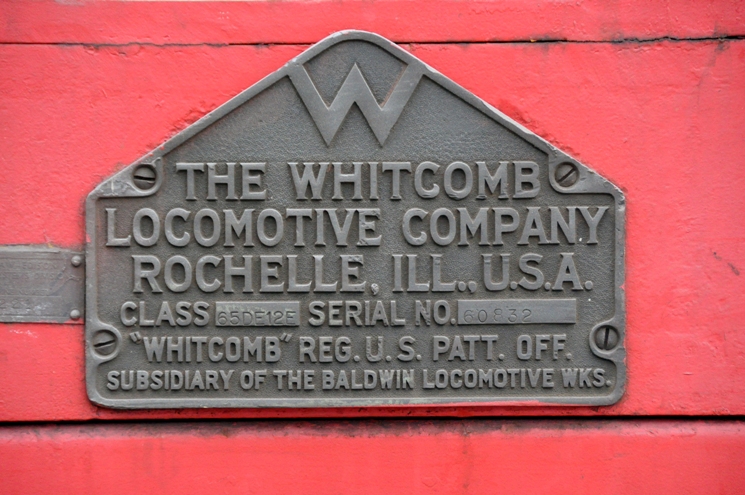 W
THE WHITCOMB
LOCOMOTIVE COMPANY
ROCHELLE, ILL., U.S.A.
CLASS 65DE12E SERIAL NO. 60832
"WHITCOMB" REG. U.S. PATT. OFF.
SUBSIDIARY OF THE BALDWIN LOCOMOTIVE WKS.